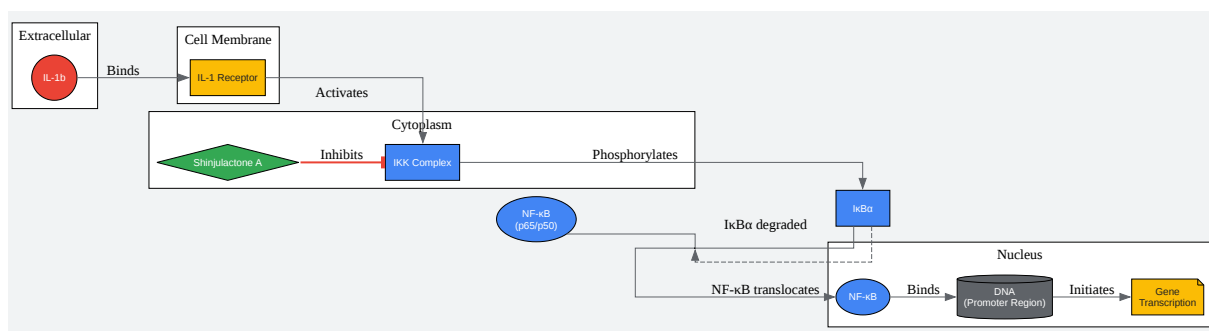 Extracellular
IL-1b
Binds
Cell Membrane
IL-1 Receptor
Activates
Cytoplasm
Shinjulactone A
Inhibits
IKK Complex
Phosphorylates
IκBα
NF-κB
(p65/p50)
IκBα degraded
NF-κB translocates
Nucleus
NF-κB
Binds
DNA
(Promoter Region)
Initiates
Gene
Transcription